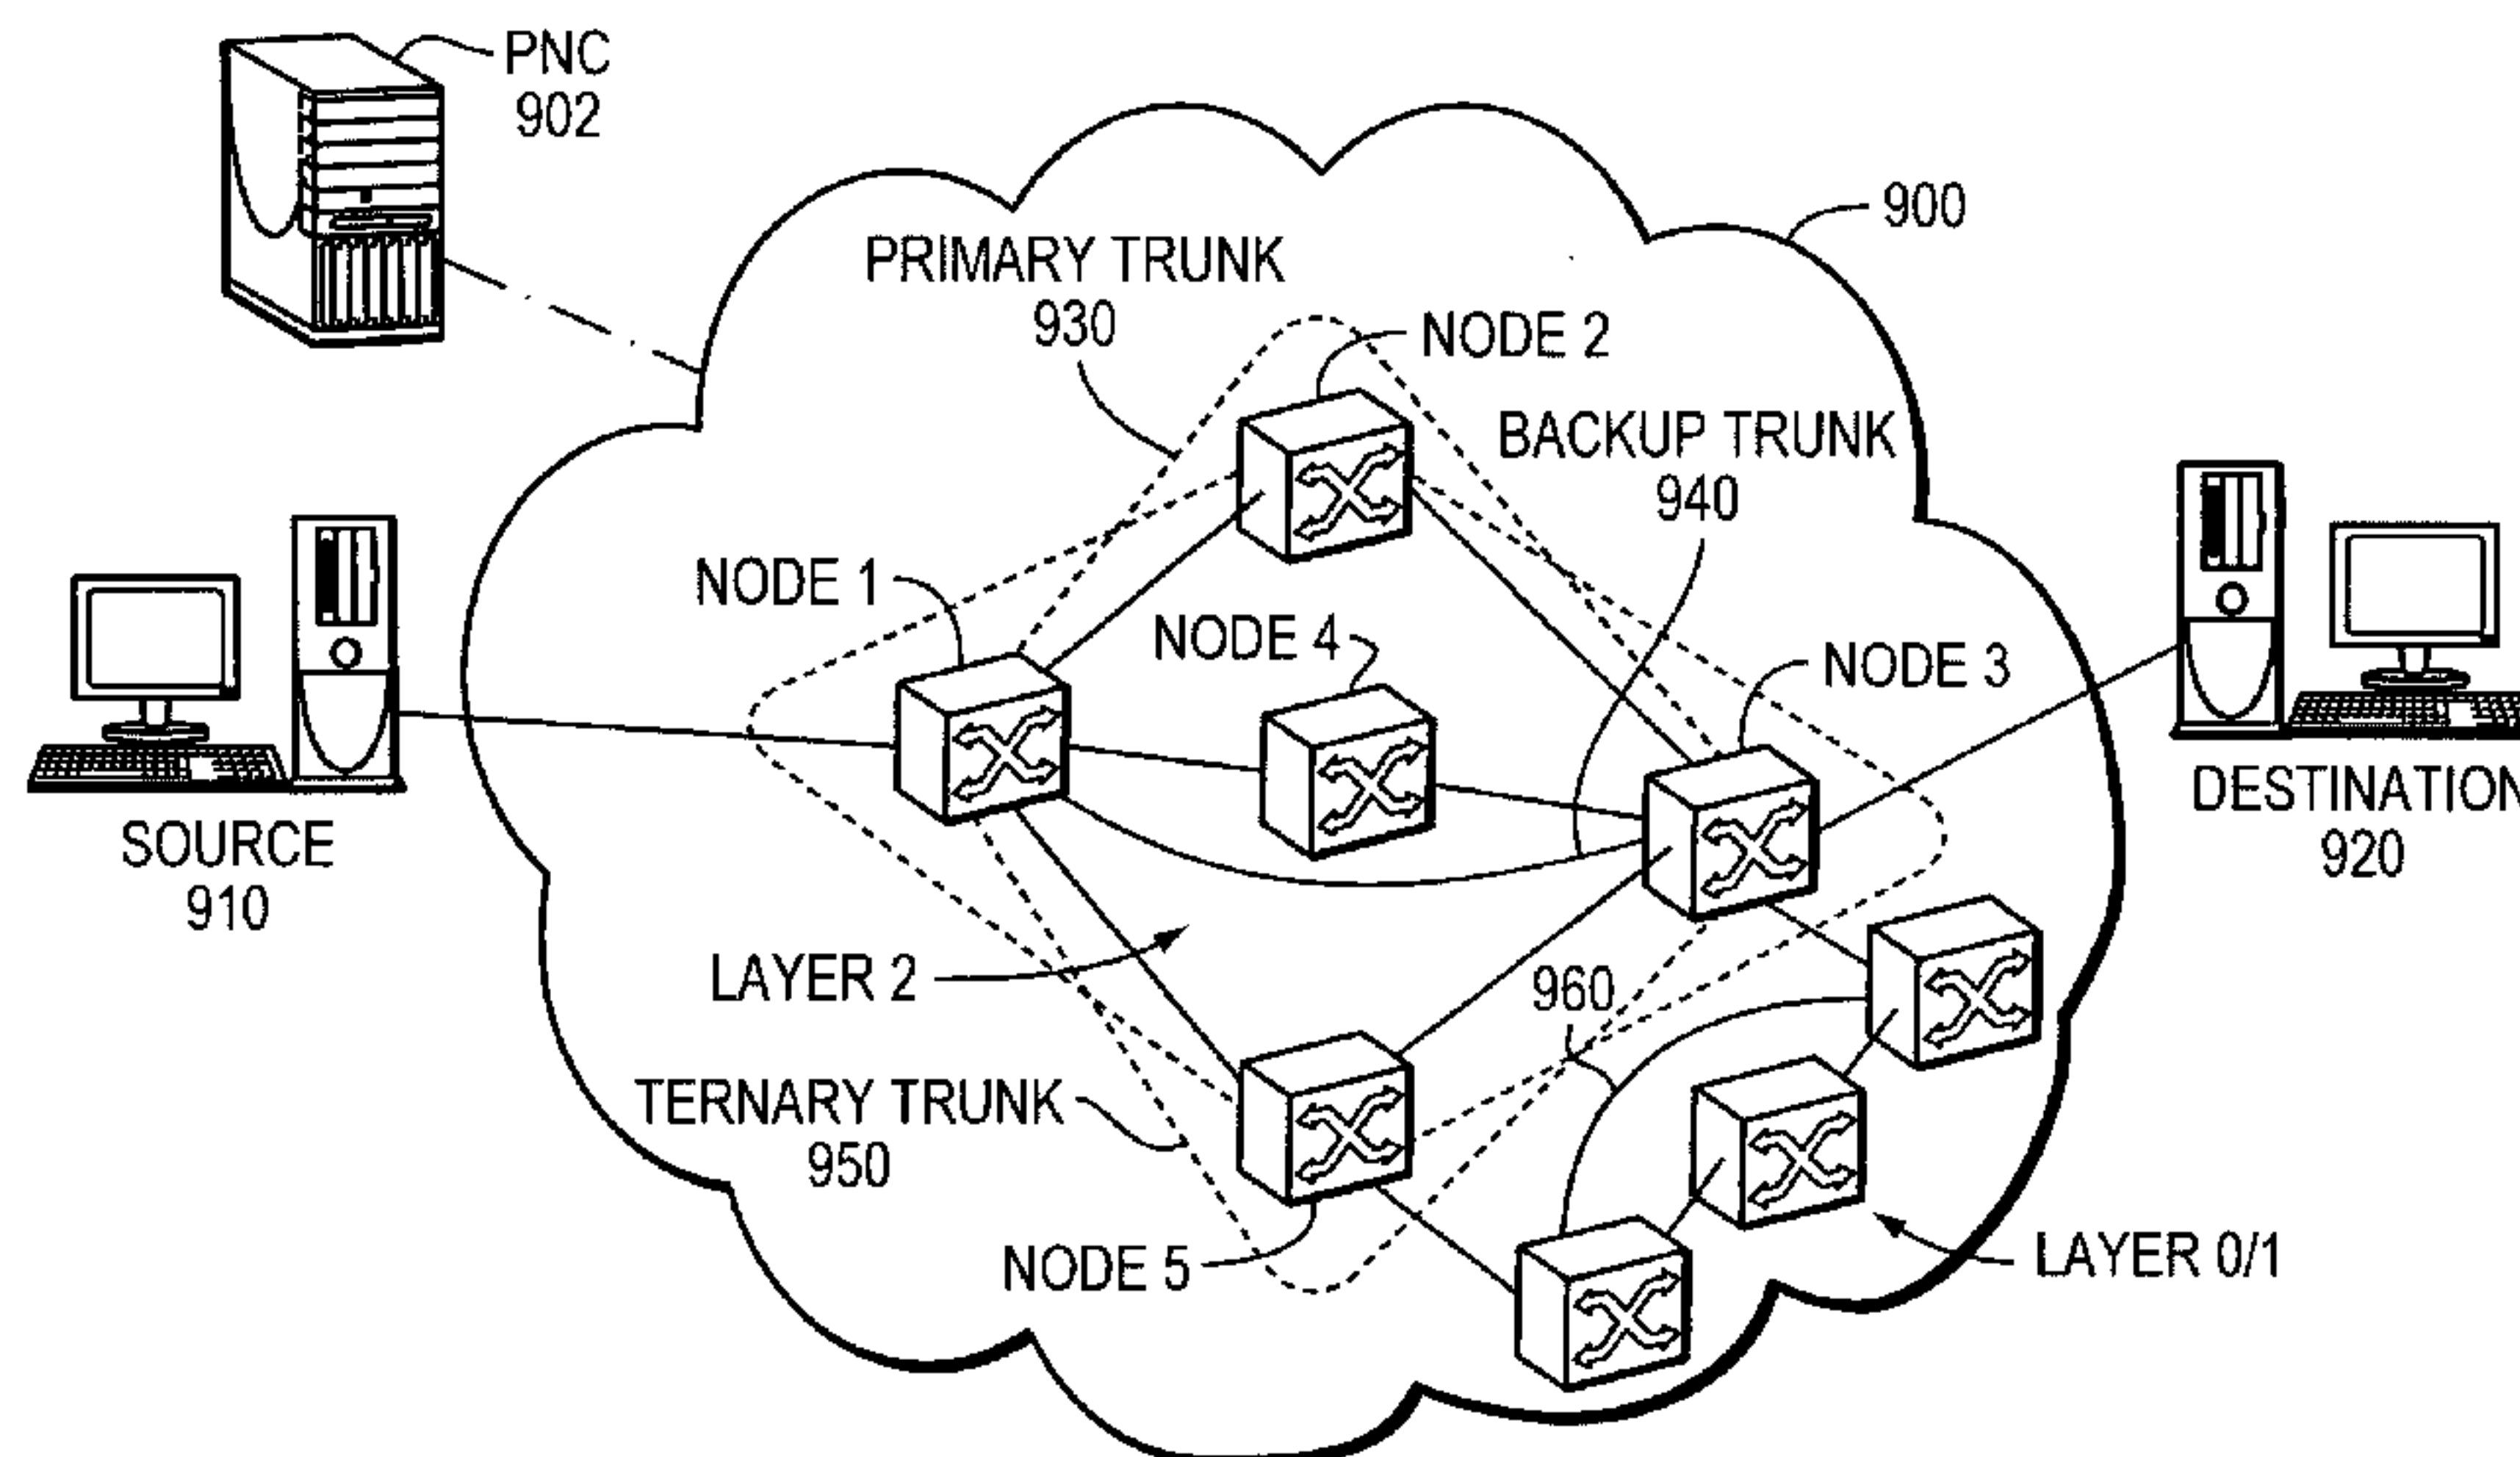 PNC
902
900
PRIMARY TRUNK
930
NODE 2
BACKUP TRUNK
940
NODE 1
NODE 4
NODE 3
SOURCE
910
DESTINATION
920
LAYER 2
960
TERNARY TRUNK
950
NODE 5
LAYER 0/1